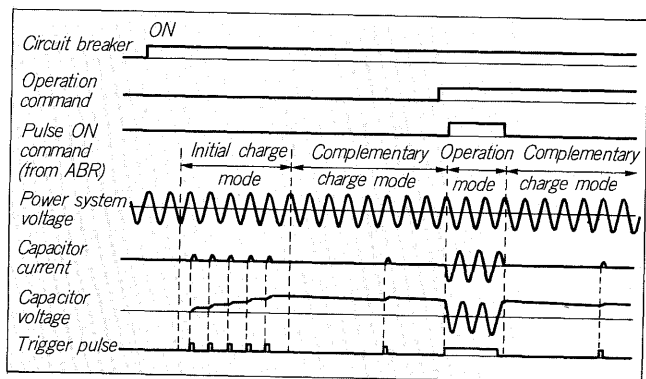 ON
Circuit breaker
Operation
command
Pulse ON
command
(from ABR)
Initial charge
mode
Complementary
charge mode
Operation
mode
Complementary
charge mode
Power system
voltage
Capacitor
current
Capacitor
voltage
Trigger pulse